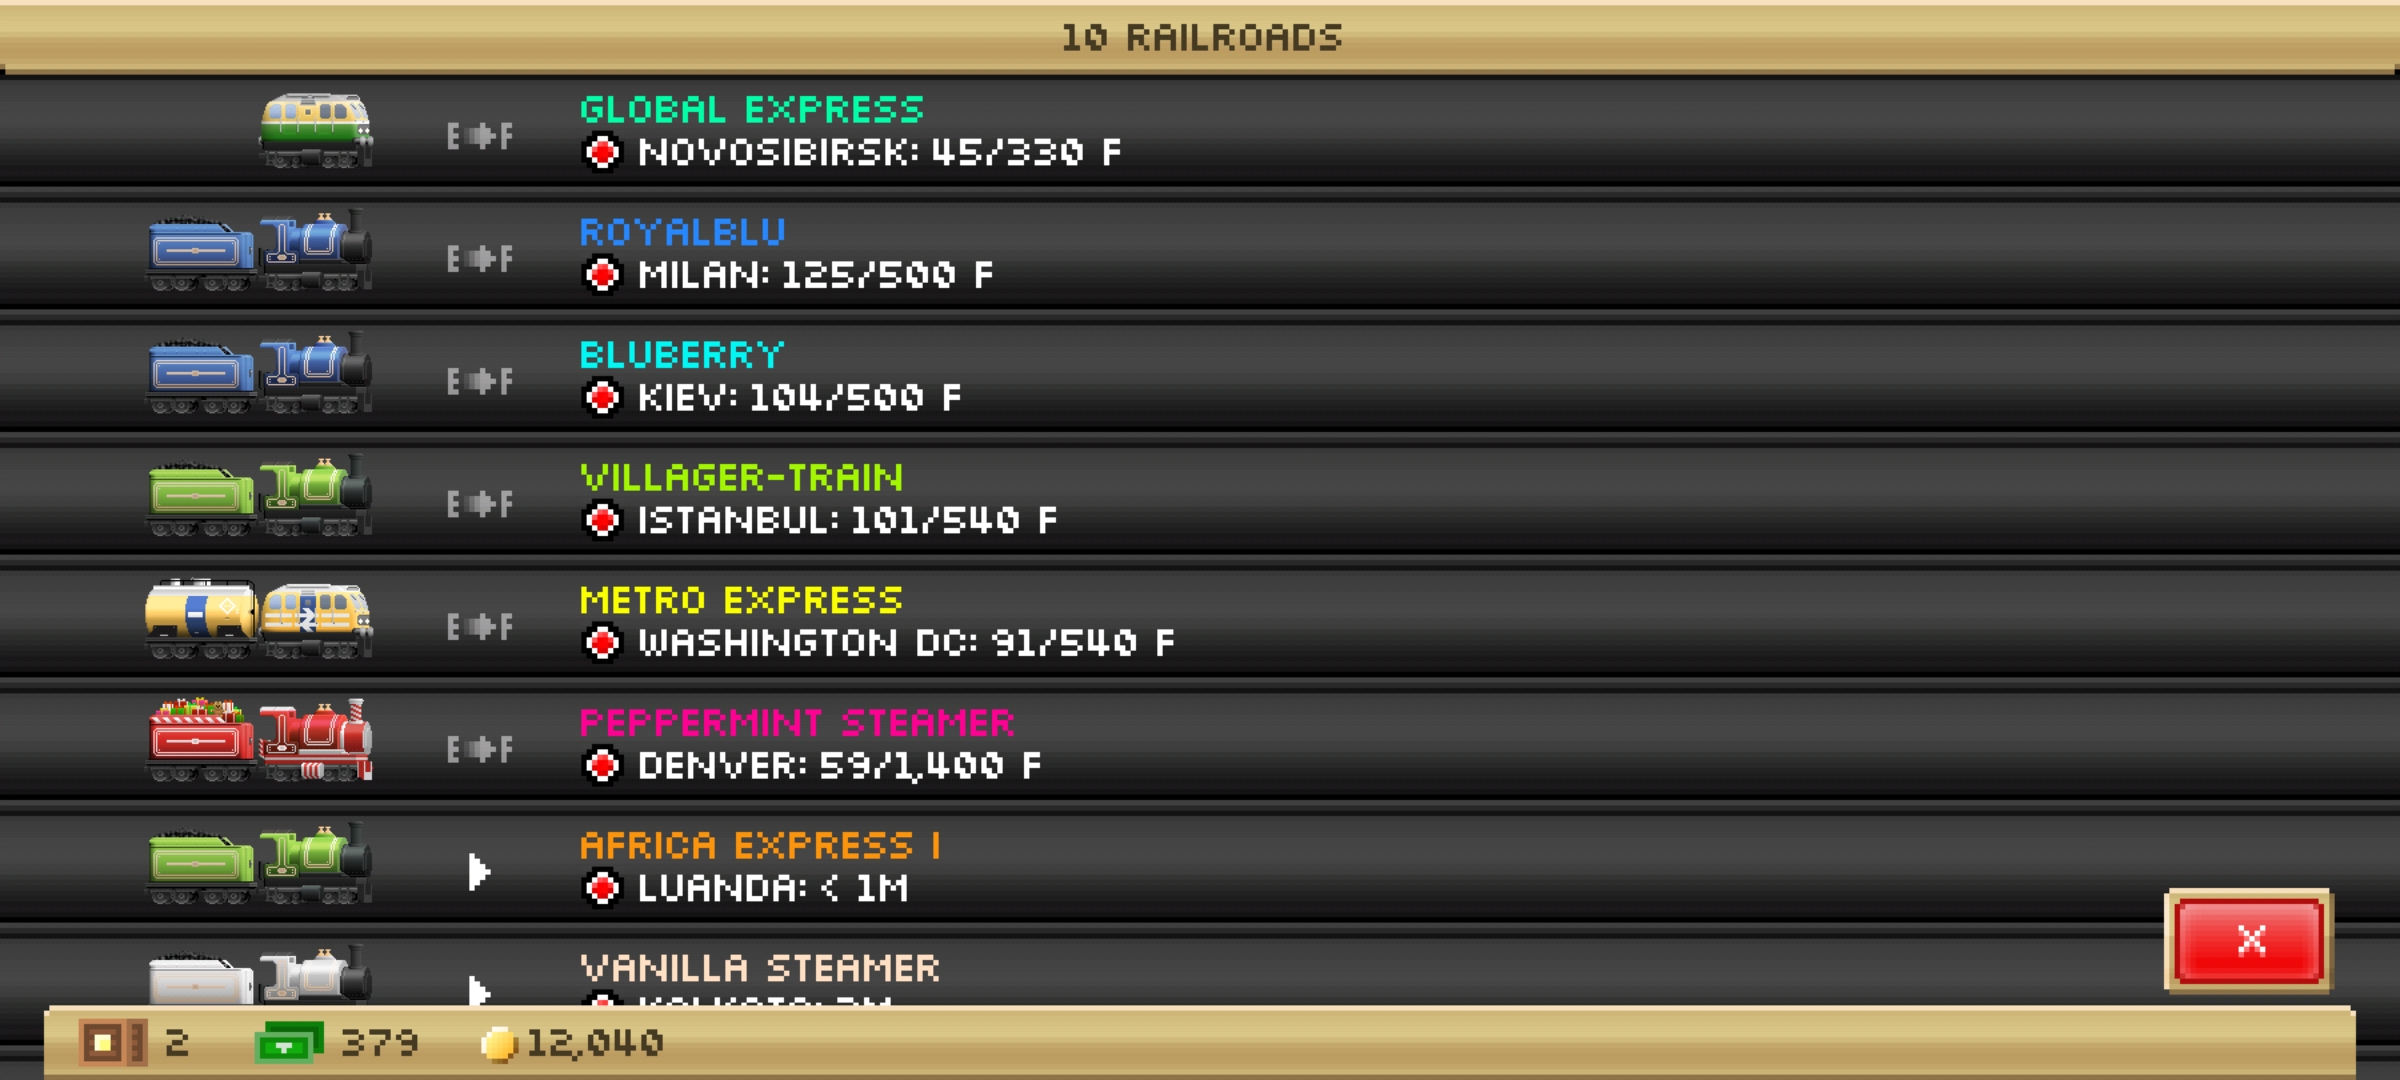 10 RAILROADS
GLOBAL EXPRESS
E F
NOVOSIBIRSK: 45/330 F
ROYALBLU
E F
MILAN: 125/500 F
BLUBERRY
E F
KIEV: 104/500 F
VILLAGER-TRAIN
E F
ISTANBUL: 101/540 F
METRO EXPRESS
E F
WASHINGTON DC: 91/540 F
PEPPERMINT STEAMER
E F
DENVER: 59/1,400 F
AFRICA EXPRESS I
LUANDA: < 1M
VANILLA STEAMER
X
2 379 12,040